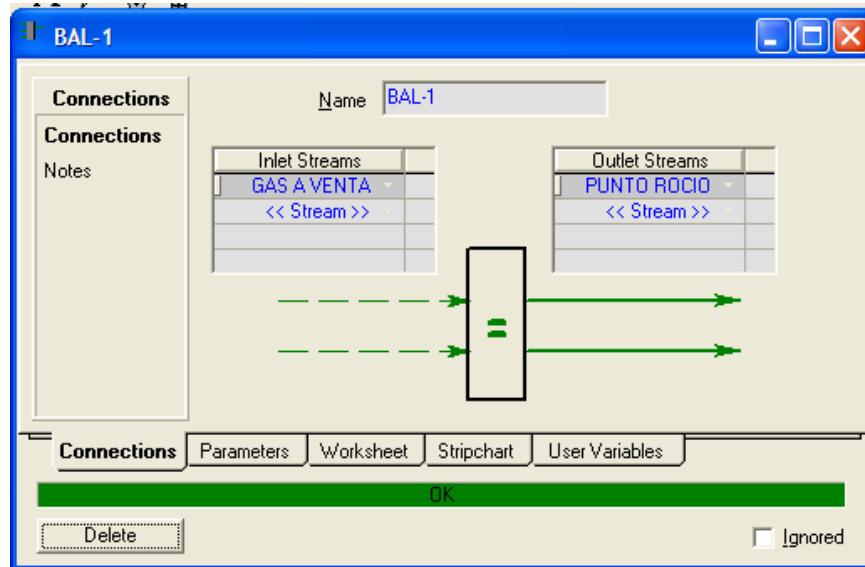 BAL-1
Connections
Connections
Notes
Name BAL-1
Inlet Streams
GAS A VENTA
<< Stream >>
Outlet Streams
PUNTO ROCIO
<< Stream >>
=
Connections Parameters Worksheet Stripchart User Variables
OK
Delete
Ignored